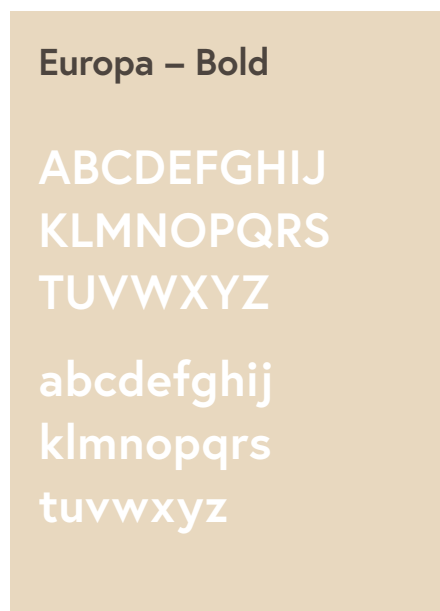 Europa – Bold
ABCDEFGHIJ
KLMNOPQRS
TUVWXYZ
abcdefghij
klmnopqrs
tuvwxyz